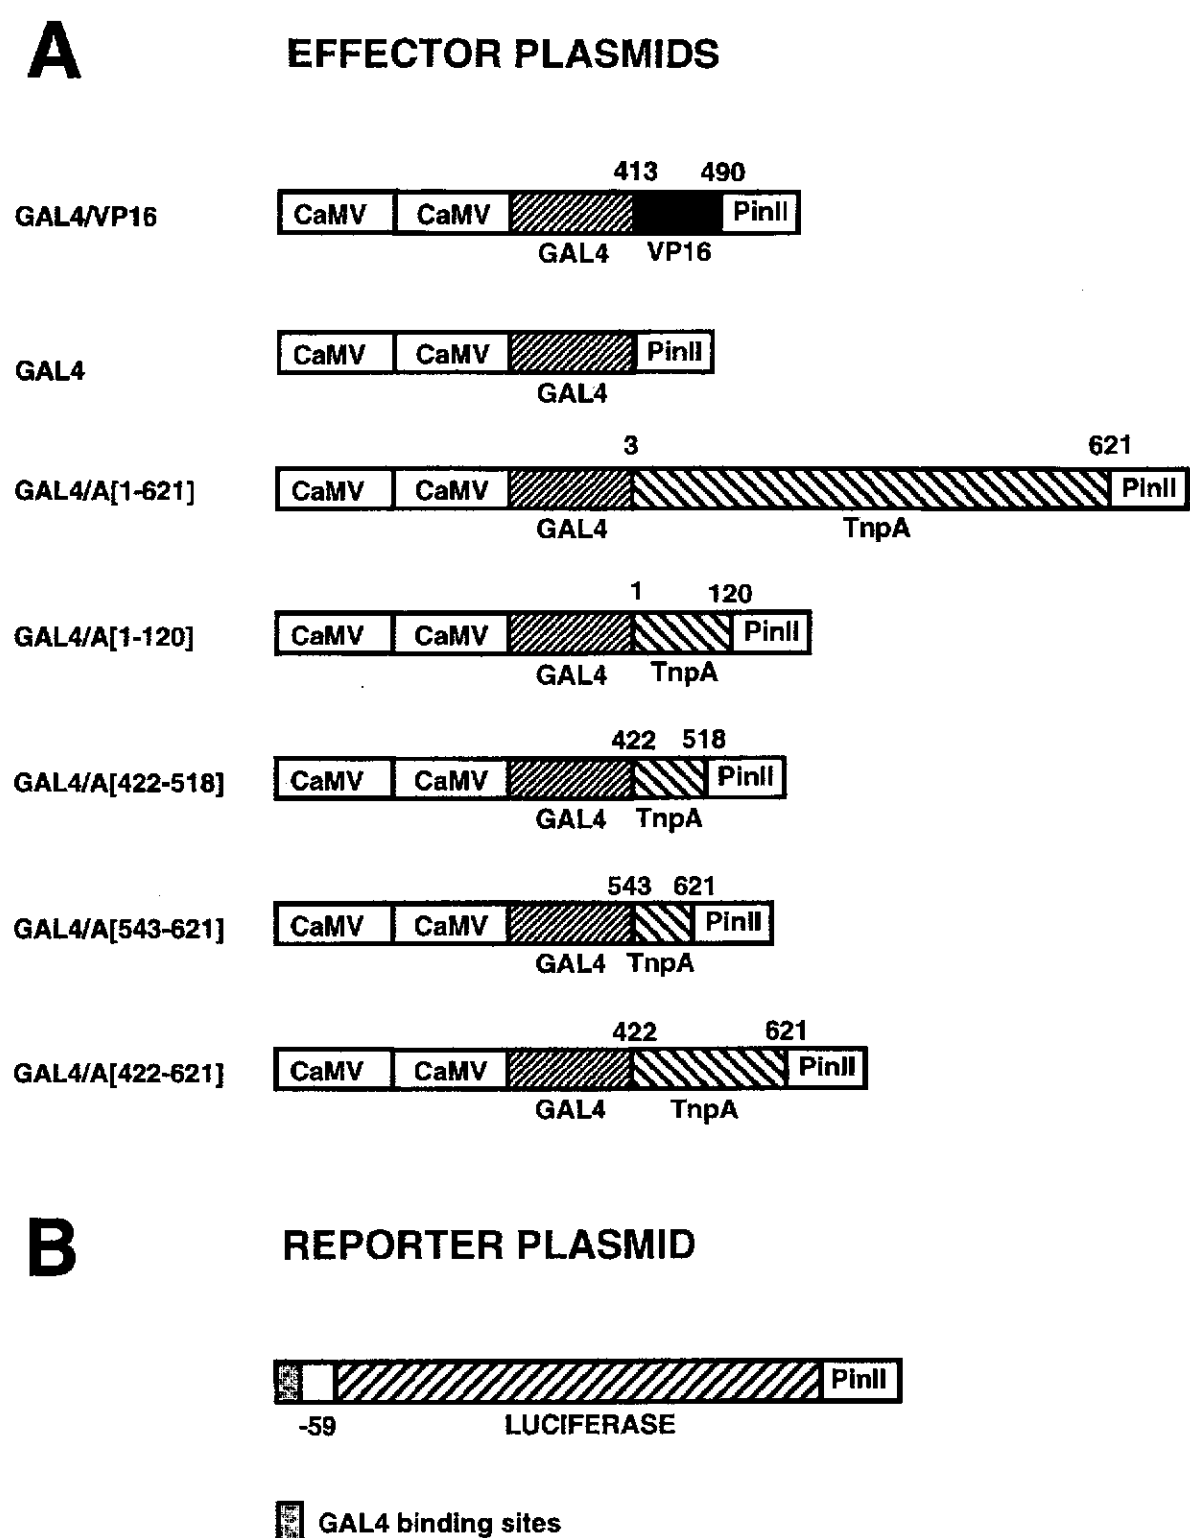 A EFFECTOR PLASMIDS
413 490
GAL4/VP16 CaMV CaMV PinII
GAL4 VP16
GAL4 CaMV CaMV PinII
GAL4
3 621
GAL4/A[1-621] CaMV CaMV PinII
GAL4 TnpA
1 120
GAL4/A[1-120] CaMV CaMV PinII
GAL4 TnpA
422 518
GAL4/A[422-518] CaMV CaMV PinII
GAL4 TnpA
543 621
GAL4/A[543-621] CaMV CaMV PinII
GAL4 TnpA
422 621
GAL4/A[422-621] CaMV CaMV PinII
GAL4 TnpA
B REPORTER PLASMID
PinII
-59 LUCIFERASE
GAL4 binding sites